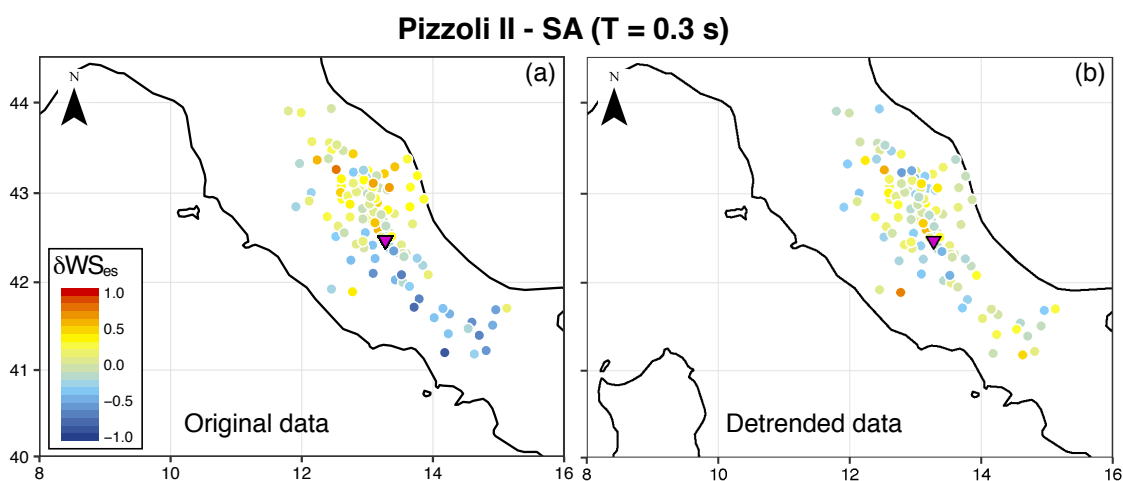 Pizzoli II - SA (T = 0.3 s)
(a)
N
44
43
42
41
40
8
10
12
14
16
δWSes
1.0
0.5
0.0
−0.5
−1.0
Original data
(b)
N
Detrended data
8
10
12
14
16